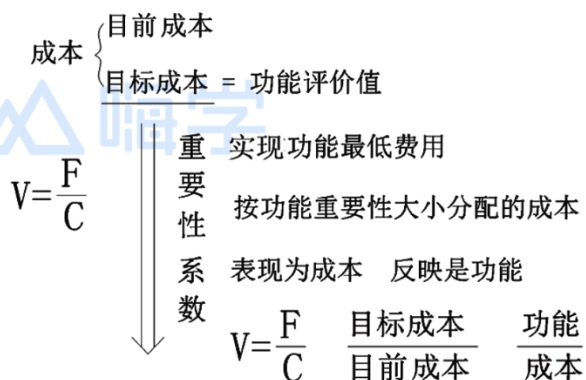 目前成本
成本
目标成本 = 功能评价值
嗨学
重要性系数
实现功能最低费用
V=F/C
按功能重要性大小分配的成本
表现为成本 反映是功能
V=F/C 目标成本/目前成本 功能/成本